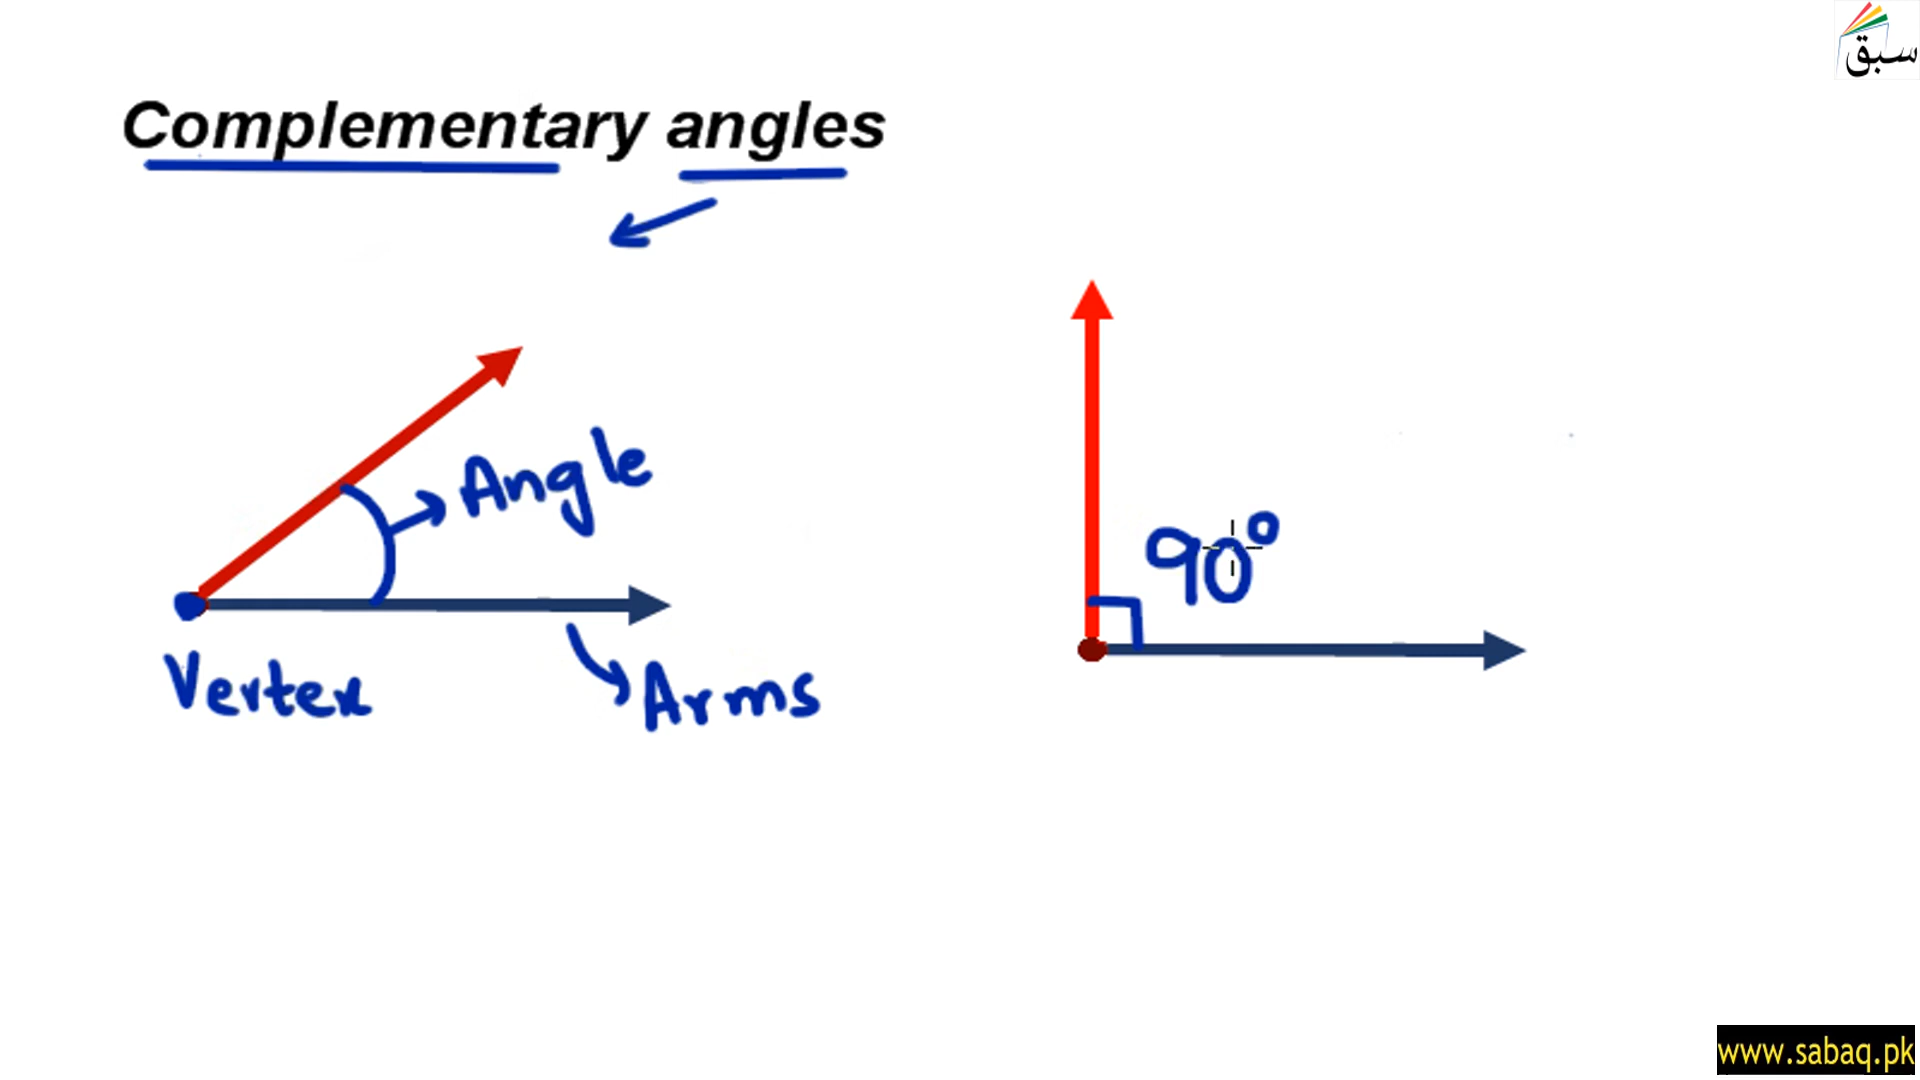 سبق
Complementary angles
Angle
90°
Vertex
Arms
www.sabaq.pk